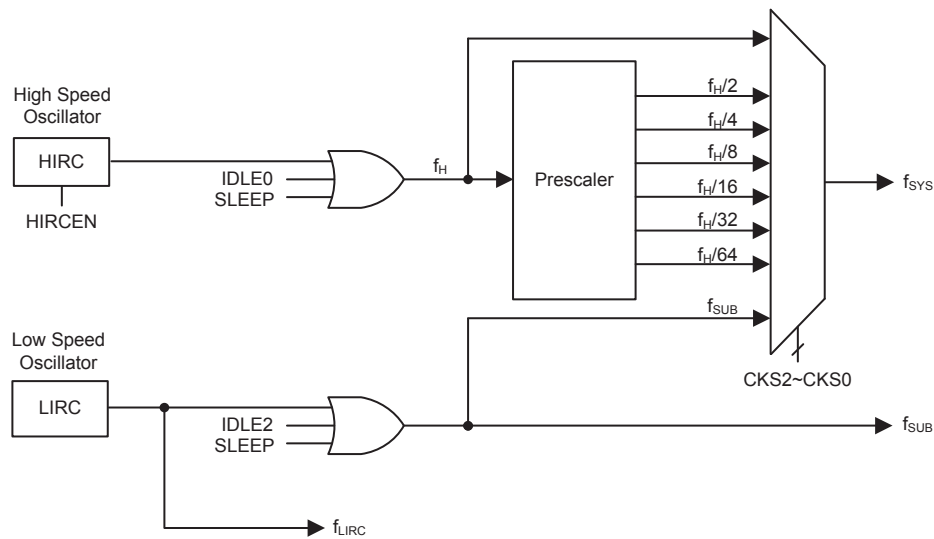 High Speed
Oscillator
HIRC
HIRCEN
IDLE0
SLEEP
fH
Prescaler
fH/2
fH/4
fH/8
fH/16
fH/32
fH/64
fSUB
CKS2~CKS0
fSYS
Low Speed
Oscillator
LIRC
IDLE2
SLEEP
fSUB
fLIRC